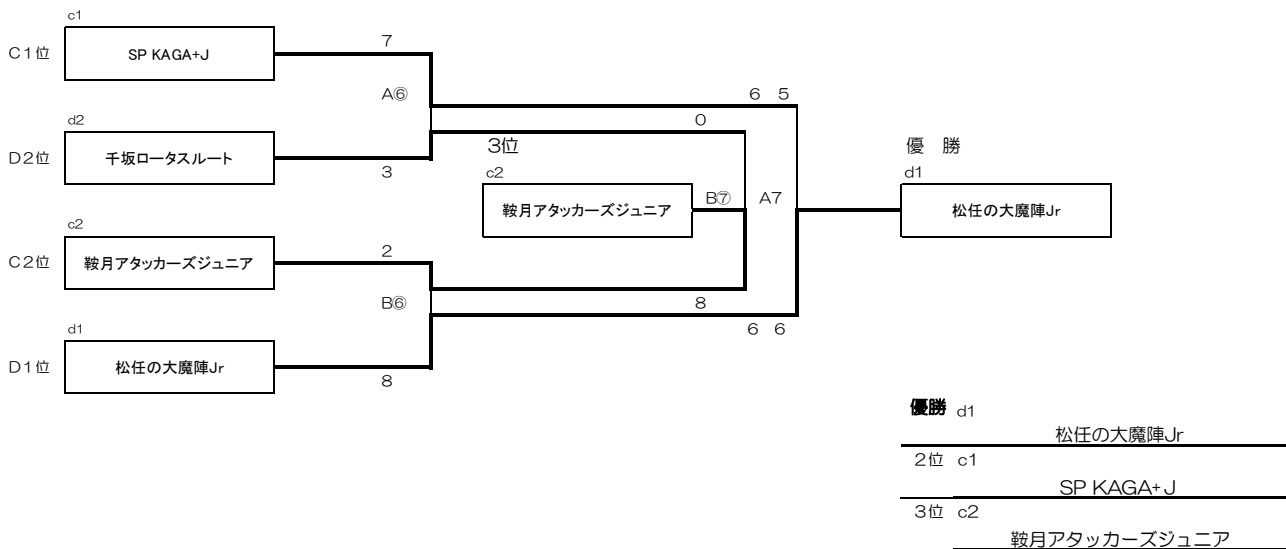 c1
C1位 SP KAGA+J 7
A⑥ 6 5
d2 0
D2位 千坂ロータスルート 3
3位 優 勝
c2 d1
鞍月アタッカーズジュニア B⑦ A7 松任の大魔陣Jr
c2
C2位 鞍月アタッカーズジュニア 2
B⑥ 8
d1 6 6
D1位 松任の大魔陣Jr 8
優勝 d1
松任の大魔陣Jr
2位 c1
SP KAGA+J
3位 c2
鞍月アタッカーズジュニア